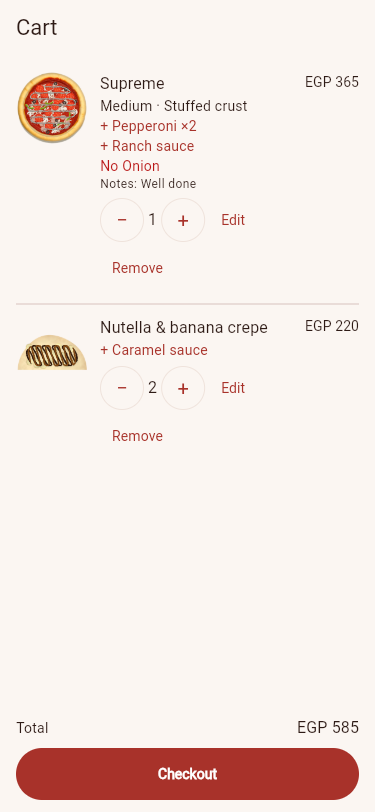 Cart
Supreme
EGP 365
Medium · Stuffed crust
+ Pepperoni ×2
+ Ranch sauce
No Onion
Notes: Well done
− 1 + Edit
Remove
Nutella & banana crepe
EGP 220
+ Caramel sauce
− 2 + Edit
Remove
Total
EGP 585
Checkout